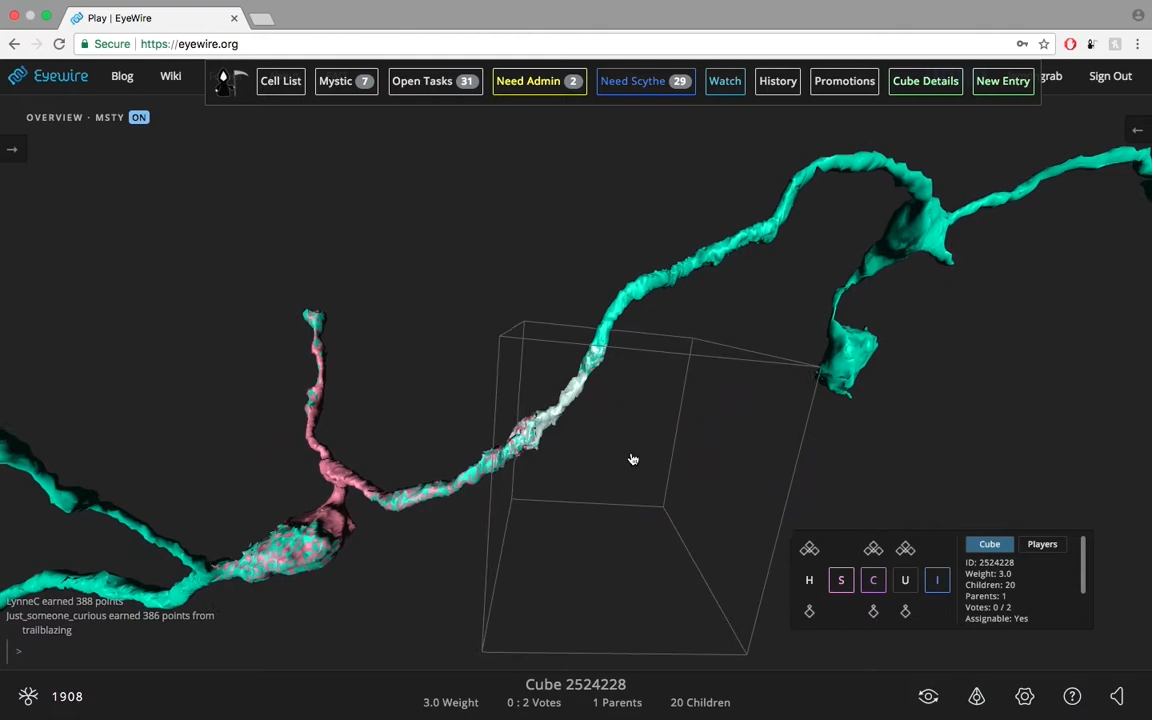 Play | EyeWire
Secure https://eyewire.org
Eyewire Blog Wiki Cell List Mystic 7 Open Tasks 31 Need Admin 2 Need Scythe 29 Watch History Promotions Cube Details New Entry grab Sign Out
OVERVIEW · MSTY ON
Cube Players
ID: 2524228
Weight: 3.0
H S C U I
Children: 20
Parents: 1
Votes: 0 / 2
Assignable: Yes
LynneC earned 388 points
Just_someone_curious earned 386 points from
trailblazing
>
1908
Cube 2524228
3.0 Weight 0 : 2 Votes 1 Parents 20 Children